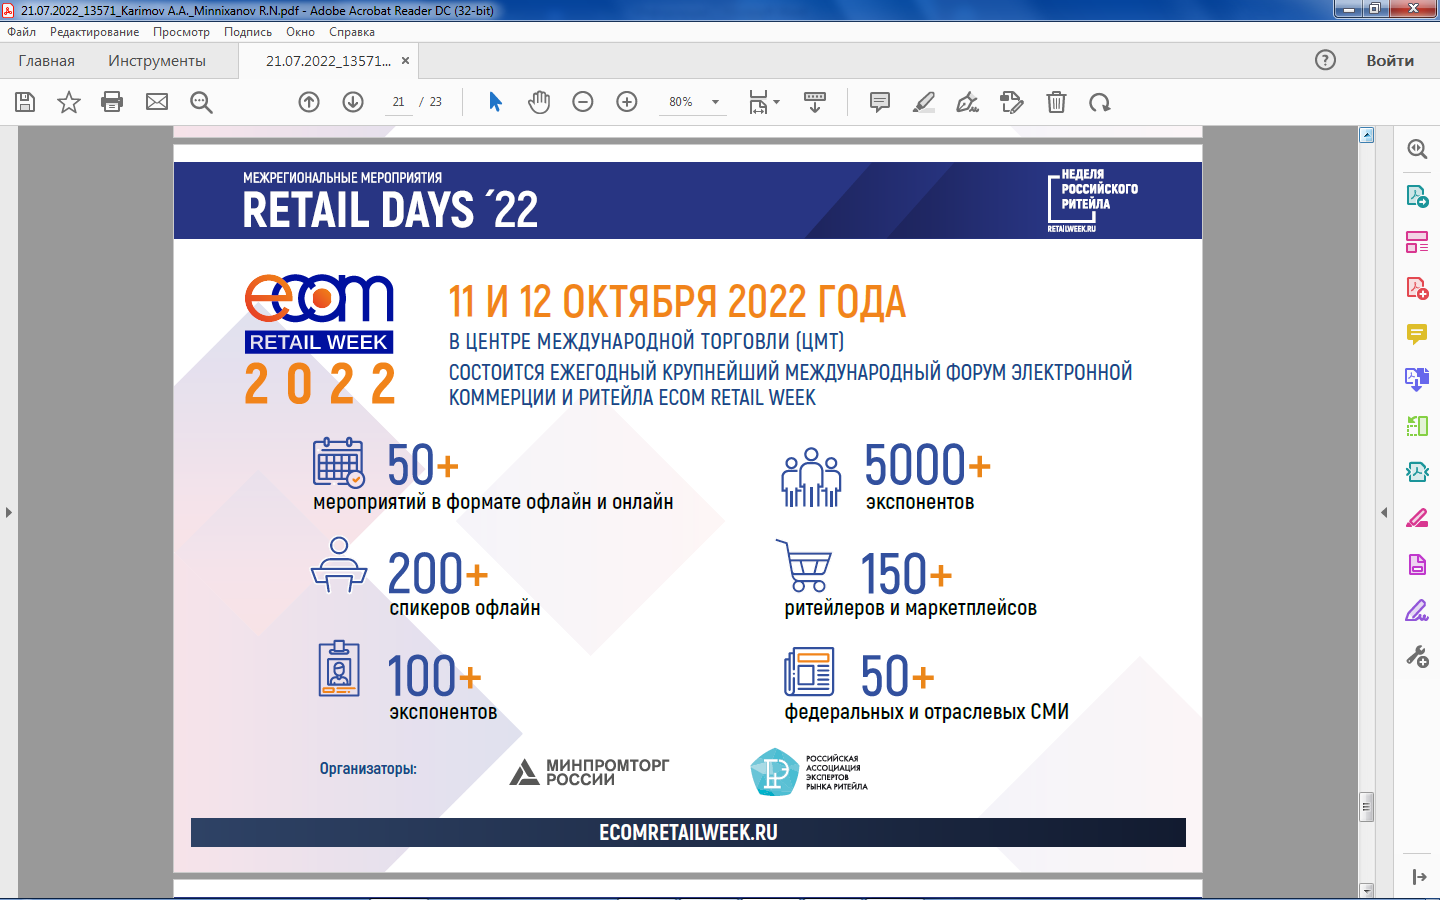 21.07.2022_13571_Karimov A.A._Minnixanov R.N.pdf - Adobe Acrobat Reader DC (32-bit)
Файл Редактирование Просмотр Подпись Окно Справка
Главная Инструменты 21.07.2022_13571... × Войти
21 / 23 80%
МЕЖРЕГИОНАЛЬНЫЕ МЕРОПРИЯТИЯ
RETAIL DAYS ´22
НЕДЕЛЯ
РОССИЙСКОГО
РИТЕЙЛА
RETAILWEEK.RU
ecom
RETAIL WEEK
2022
11 И 12 ОКТЯБРЯ 2022 ГОДА
В ЦЕНТРЕ МЕЖДУНАРОДНОЙ ТОРГОВЛИ (ЦМТ)
СОСТОИТСЯ ЕЖЕГОДНЫЙ КРУПНЕЙШИЙ МЕЖДУНАРОДНЫЙ ФОРУМ ЭЛЕКТРОННОЙ
КОММЕРЦИИ И РИТЕЙЛА ECOM RETAIL WEEK
50+
мероприятий в формате офлайн и онлайн
5000+
экспонентов
200+
спикеров офлайн
150+
ритейлеров и маркетплейсов
100+
экспонентов
50+
федеральных и отраслевых СМИ
Организаторы:
МИНПРОМТОРГ
РОССИИ
РОССИЙСКАЯ
АССОЦИАЦИЯ
ЭКСПЕРТОВ
РЫНКА РИТЕЙЛА
ECOMRETAILWEEK.RU